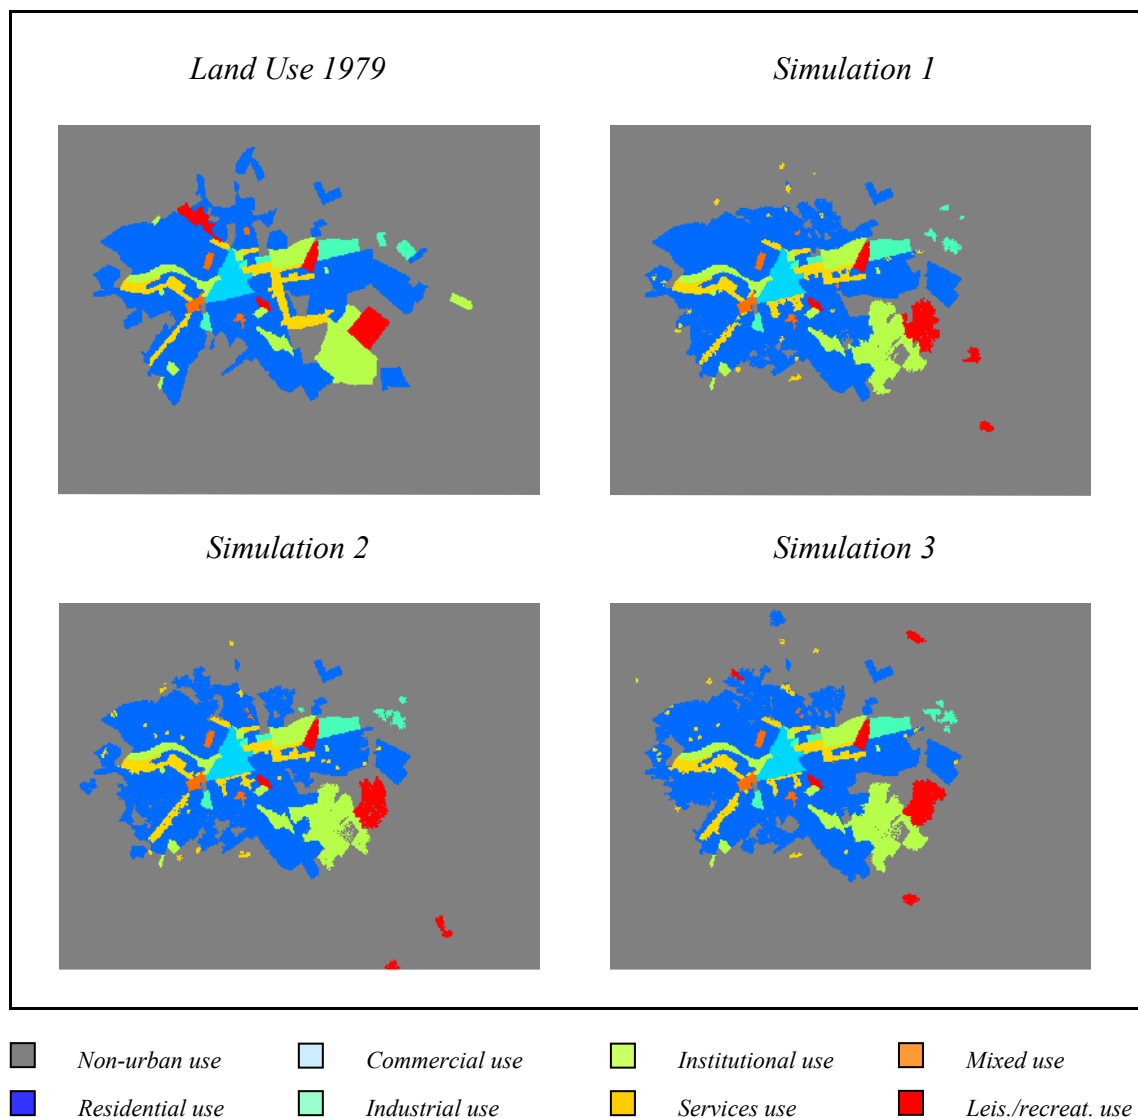 Land Use 1979
Simulation 1
Simulation 2
Simulation 3
Non-urban use
Commercial use
Institutional use
Mixed use
Residential use
Industrial use
Services use
Leis./recreat. use